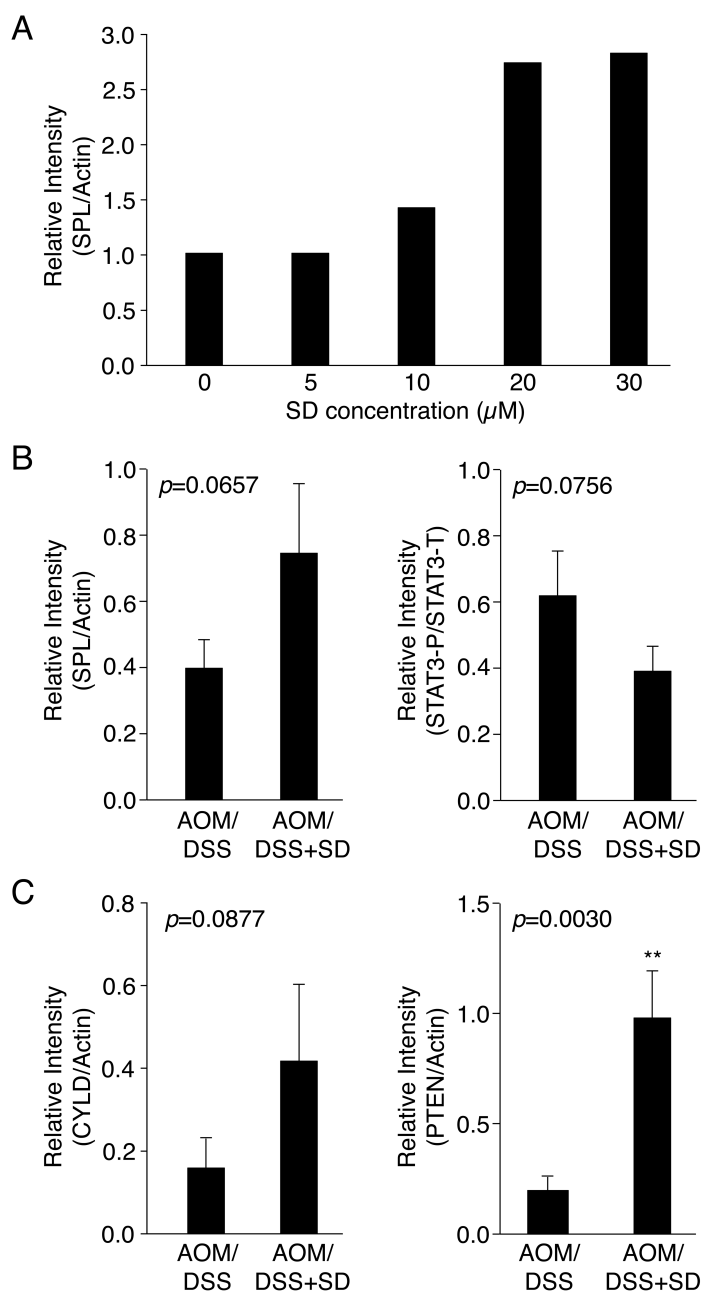 A
Relative Intensity
(SPL/Actin)
3.0
2.5
2.0
1.5
1.0
0.5
0.0
0 5 10 20 30
SD concentration (µM)
B
Relative Intensity
(SPL/Actin)
1.0
0.8
0.6
0.4
0.2
0.0
p=0.0657
AOM/ AOM/
DSS DSS+SD
Relative Intensity
(STAT3-P/STAT3-T)
1.0
0.8
0.6
0.4
0.2
0.0
p=0.0756
AOM/ AOM/
DSS DSS+SD
C
Relative Intensity
(CYLD/Actin)
0.8
0.6
0.4
0.2
0.0
p=0.0877
AOM/ AOM/
DSS DSS+SD
Relative Intensity
(PTEN/Actin)
1.5
1.0
0.5
0.0
p=0.0030
**
AOM/ AOM/
DSS DSS+SD